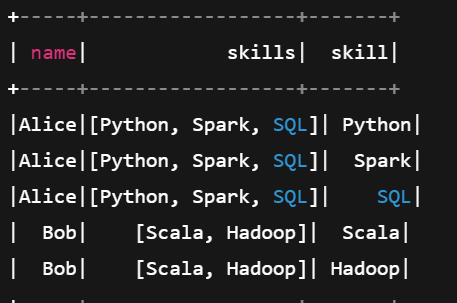 +-----+--------------------+--------+
| name|              skills|  skill|
+-----+--------------------+-------+
|Alice|[Python, Spark, SQL]| Python|
|Alice|[Python, Spark, SQL]|  Spark|
|Alice|[Python, Spark, SQL]|    SQL|
|  Bob|    [Scala, Hadoop]|  Scala|
|  Bob|    [Scala, Hadoop]| Hadoop|